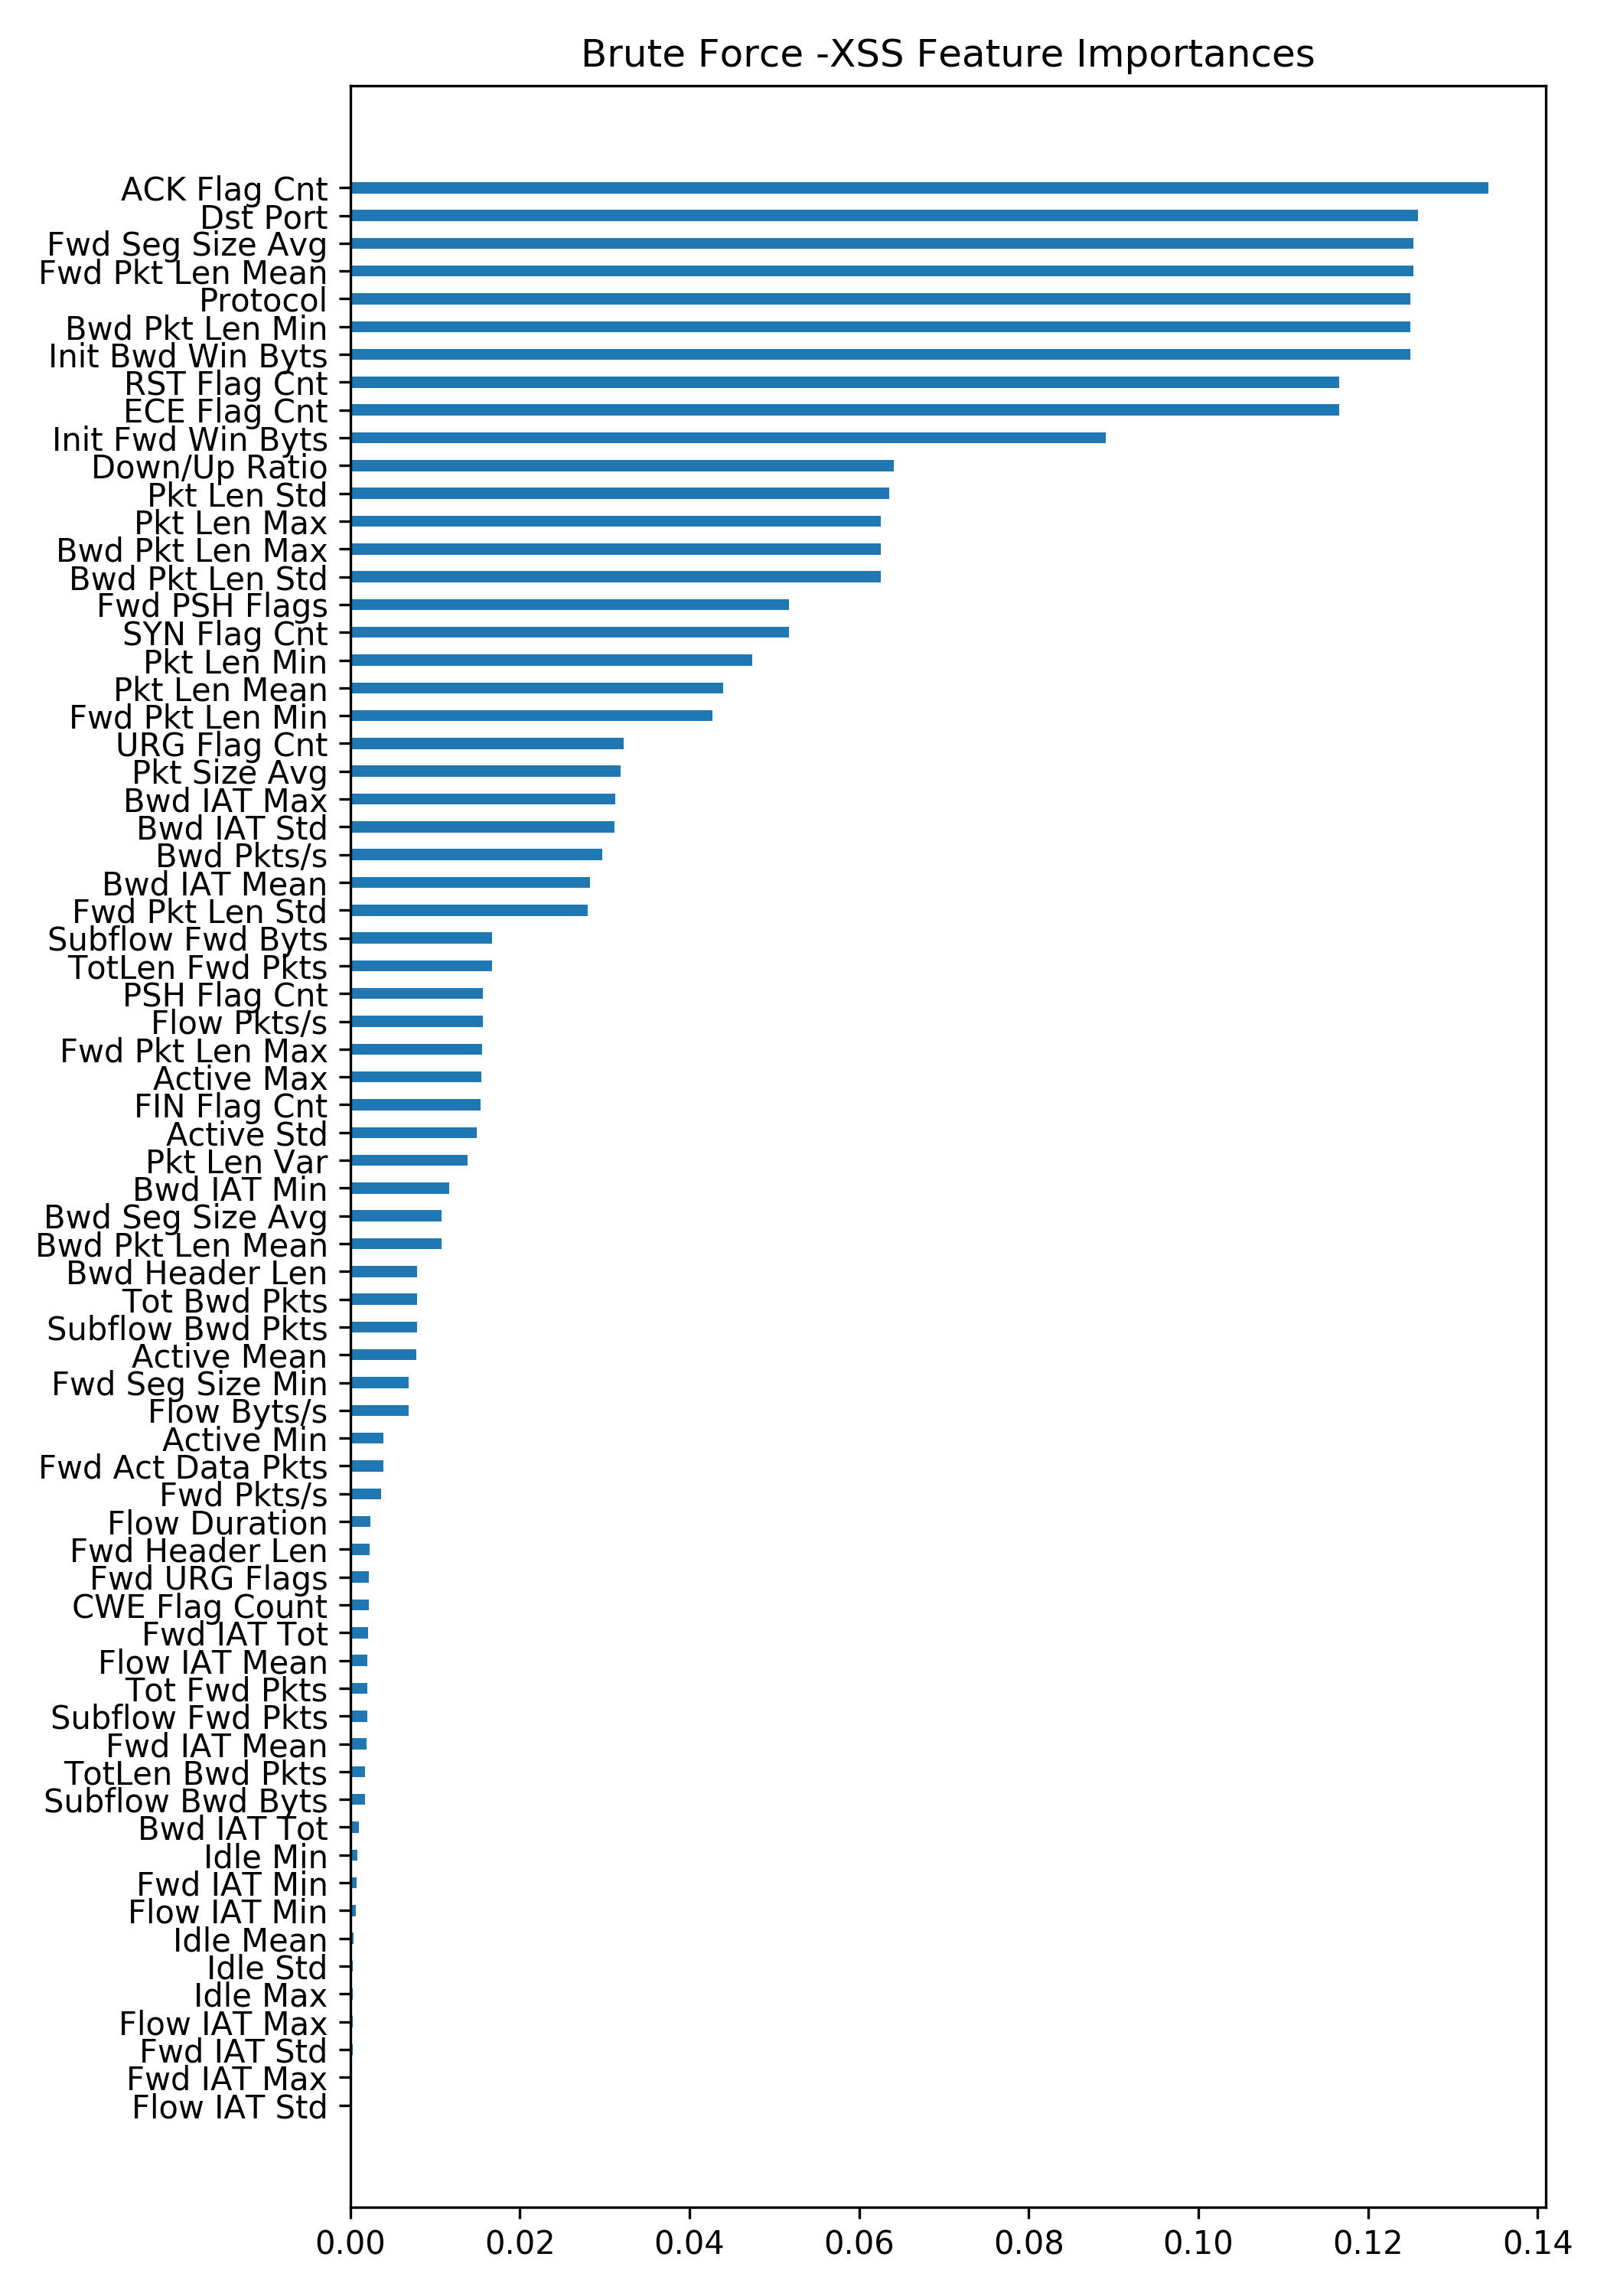 Brute Force -XSS Feature Importances
ACK Flag Cnt
Dst Port
Fwd Seg Size Avg
Fwd Pkt Len Mean
Protocol
Bwd Pkt Len Min
Init Bwd Win Byts
RST Flag Cnt
ECE Flag Cnt
Init Fwd Win Byts
Down/Up Ratio
Pkt Len Std
Pkt Len Max
Bwd Pkt Len Max
Bwd Pkt Len Std
Fwd PSH Flags
SYN Flag Cnt
Pkt Len Min
Pkt Len Mean
Fwd Pkt Len Min
URG Flag Cnt
Pkt Size Avg
Bwd IAT Max
Bwd IAT Std
Bwd Pkts/s
Bwd IAT Mean
Fwd Pkt Len Std
Subflow Fwd Byts
TotLen Fwd Pkts
PSH Flag Cnt
Flow Pkts/s
Fwd Pkt Len Max
Active Max
FIN Flag Cnt
Active Std
Pkt Len Var
Bwd IAT Min
Bwd Seg Size Avg
Bwd Pkt Len Mean
Bwd Header Len
Tot Bwd Pkts
Subflow Bwd Pkts
Active Mean
Fwd Seg Size Min
Flow Byts/s
Active Min
Fwd Act Data Pkts
Fwd Pkts/s
Flow Duration
Fwd Header Len
Fwd URG Flags
CWE Flag Count
Fwd IAT Tot
Flow IAT Mean
Tot Fwd Pkts
Subflow Fwd Pkts
Fwd IAT Mean
TotLen Bwd Pkts
Subflow Bwd Byts
Bwd IAT Tot
Idle Min
Fwd IAT Min
Flow IAT Min
Idle Mean
Idle Std
Idle Max
Flow IAT Max
Fwd IAT Std
Fwd IAT Max
Flow IAT Std
0.00 0.02 0.04 0.06 0.08 0.10 0.12 0.14